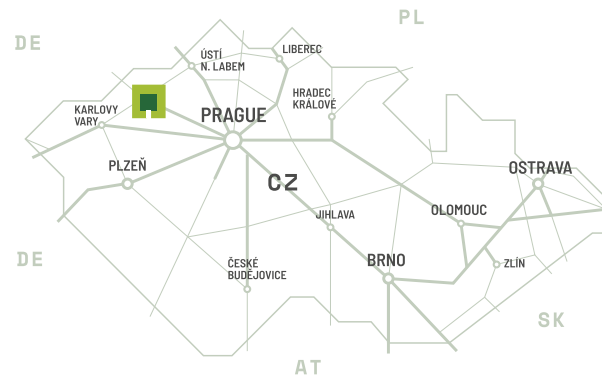 PL
DE
ÚSTÍ
N. LABEM
LIBEREC
HRADEC
KRÁLOVÉ
KARLOVY
VARY
PRAGUE
PLZEŇ
OSTRAVA
CZ
JIHLAVA
OLOMOUC
DE
ČESKÉ
BUDĚJOVICE
BRNO
ZLÍN
SK
AT